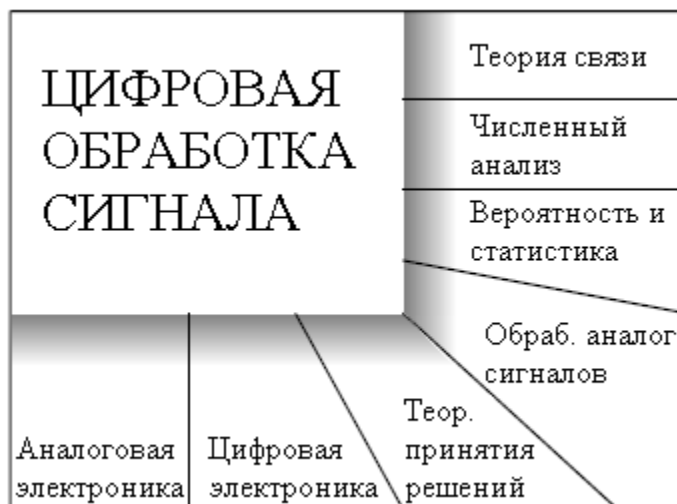 ЦИФРОВАЯ
ОБРАБОТКА
СИГНАЛА
Теория связи
Численный
анализ
Вероятность и
статистика
Обраб. аналог
сигналов
Теор.
принятия
решений
Цифровая
электроника
Аналоговая
электроника